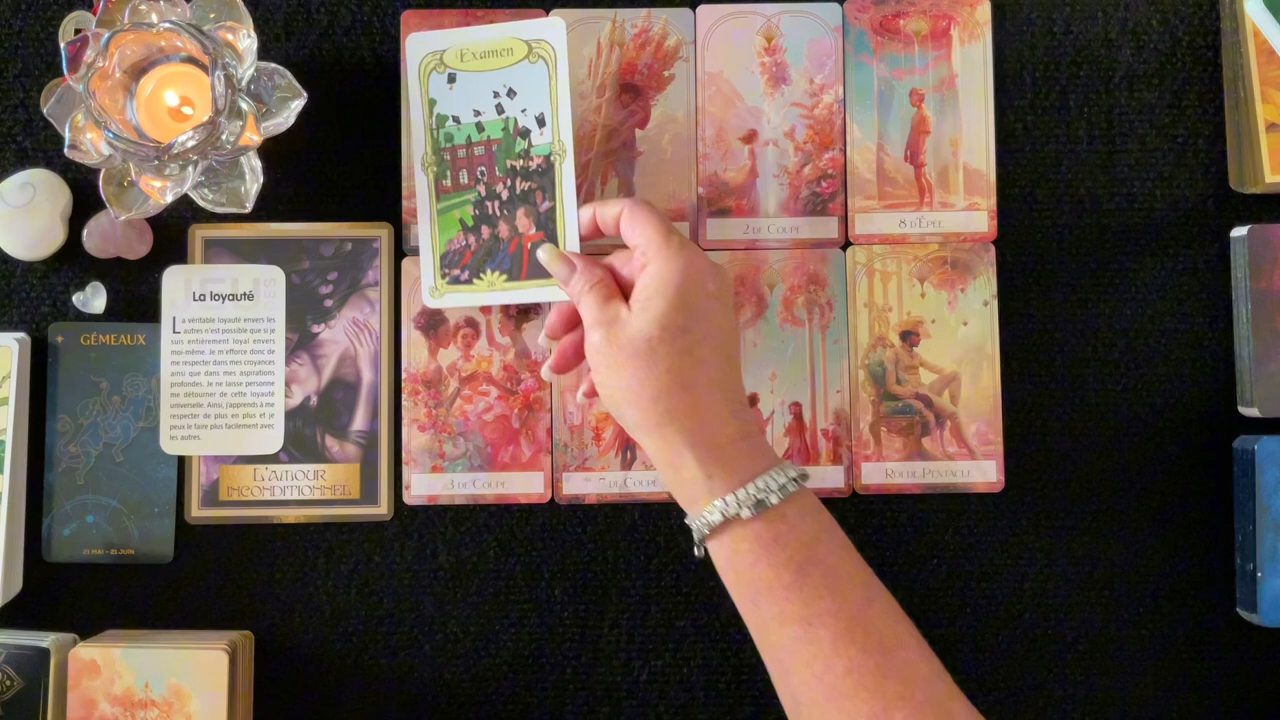 Examen
26
2 de Coupe
8 d'Épée
La loyauté
La véritable loyauté envers les
autres n'est possible que si je
suis entièrement loyal envers
moi-même. Je m'efforce donc de
me respecter dans mes croyances
ainsi que dans mes aspirations
profondes. Je ne laisse personne
me détourner de cette loyauté
universelle. Ainsi, j'apprends à me
respecter de plus en plus et je
peux le faire plus facilement avec
les autres.
GÉMEAUX
21 MAI - 21 JUIN
L'AMOUR
INCONDITIONNEL
3 de Coupe
7 de Coupe
Roi de Pentacle